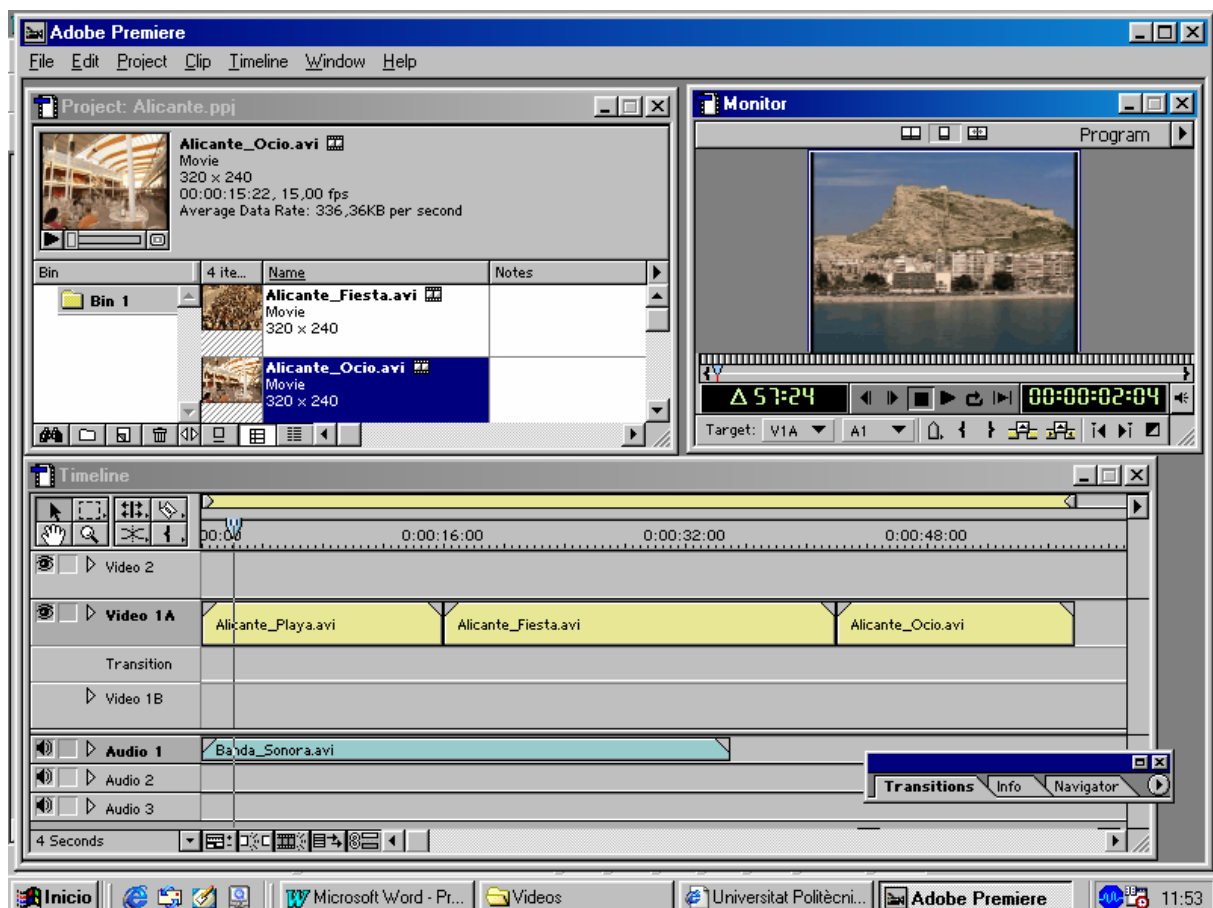 Adobe Premiere
File Edit Project Clip Timeline Window Help
Project: Alicante.ppj
Alicante_Ocio.avi
Movie
320 x 240
00:00:15:22, 15,00 fps
Average Data Rate: 336,36KB per second
Bin 4 ite... Name Notes
Bin 1
Alicante_Fiesta.avi
Movie
320 x 240
Alicante_Ocio.avi
Movie
320 x 240
Monitor
Program
Δ 57:24 00:00:02:04
Target: V1A A1
Timeline
00:00 0:00:16:00 0:00:32:00 0:00:48:00
Video 2
Video 1A
Alicante_Playa.avi Alicante_Fiesta.avi Alicante_Ocio.avi
Transition
Video 1B
Audio 1 Banda_Sonora.avi
Audio 2
Audio 3
Transitions Info Navigator
4 Seconds
Inicio Microsoft Word - Pr... Videos Universitat Politècni... Adobe Premiere 11:53